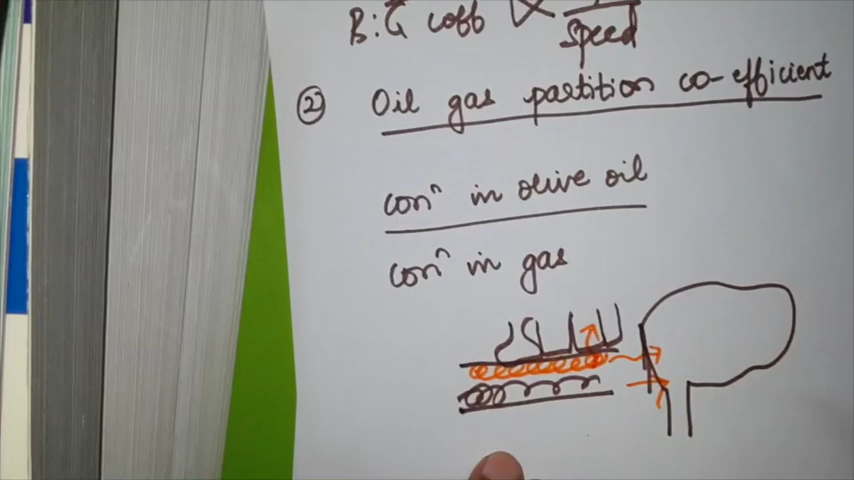 B:G coff ∝ 1
speed
② Oil gas partition co-efficient
conⁿ in olive oil
conⁿ in gas